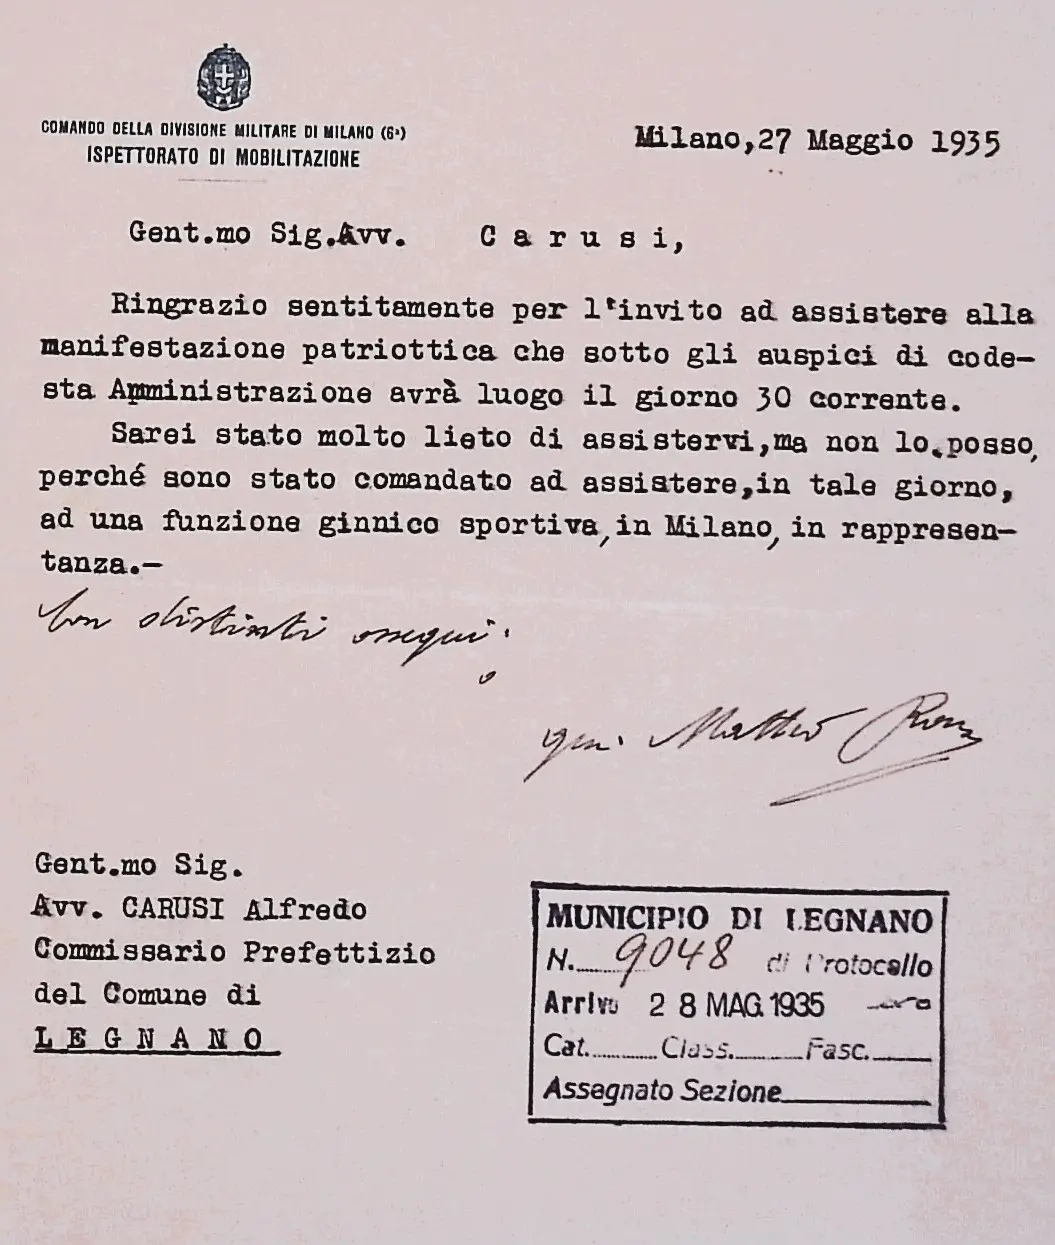 COMANDO DELLA DIVISIONE MILITARE DI MILANO (6ª)
ISPETTORATO DI MOBILITAZIONE
Milano,27 Maggio 1935
Gent.mo Sig.Avv. C a r u s i,
Ringrazio sentitamente per l'invito ad assistere alla
manifestazione patriottica che sotto gli auspici di code-
sta Amministrazione avrà luogo il giorno 30 corrente.
Sarei stato molto lieto di assistervi,ma non lo posso,
perché sono stato comandato ad assistere,in tale giorno,
ad una funzione ginnico sportiva,in Milano, in rappresen-
tanza.-
Con distinti ossequi.
gen. Matteo
Gent.mo Sig.
Avv. CARUSI Alfredo
Commissario Prefettizio
del Comune di
L E G N A N O
MUNICIPIO DI LEGNANO
N. 9048 di Protocollo
Arrivo 28 MAG. 1935
Cat. Class. Fasc.
Assegnato Sezione